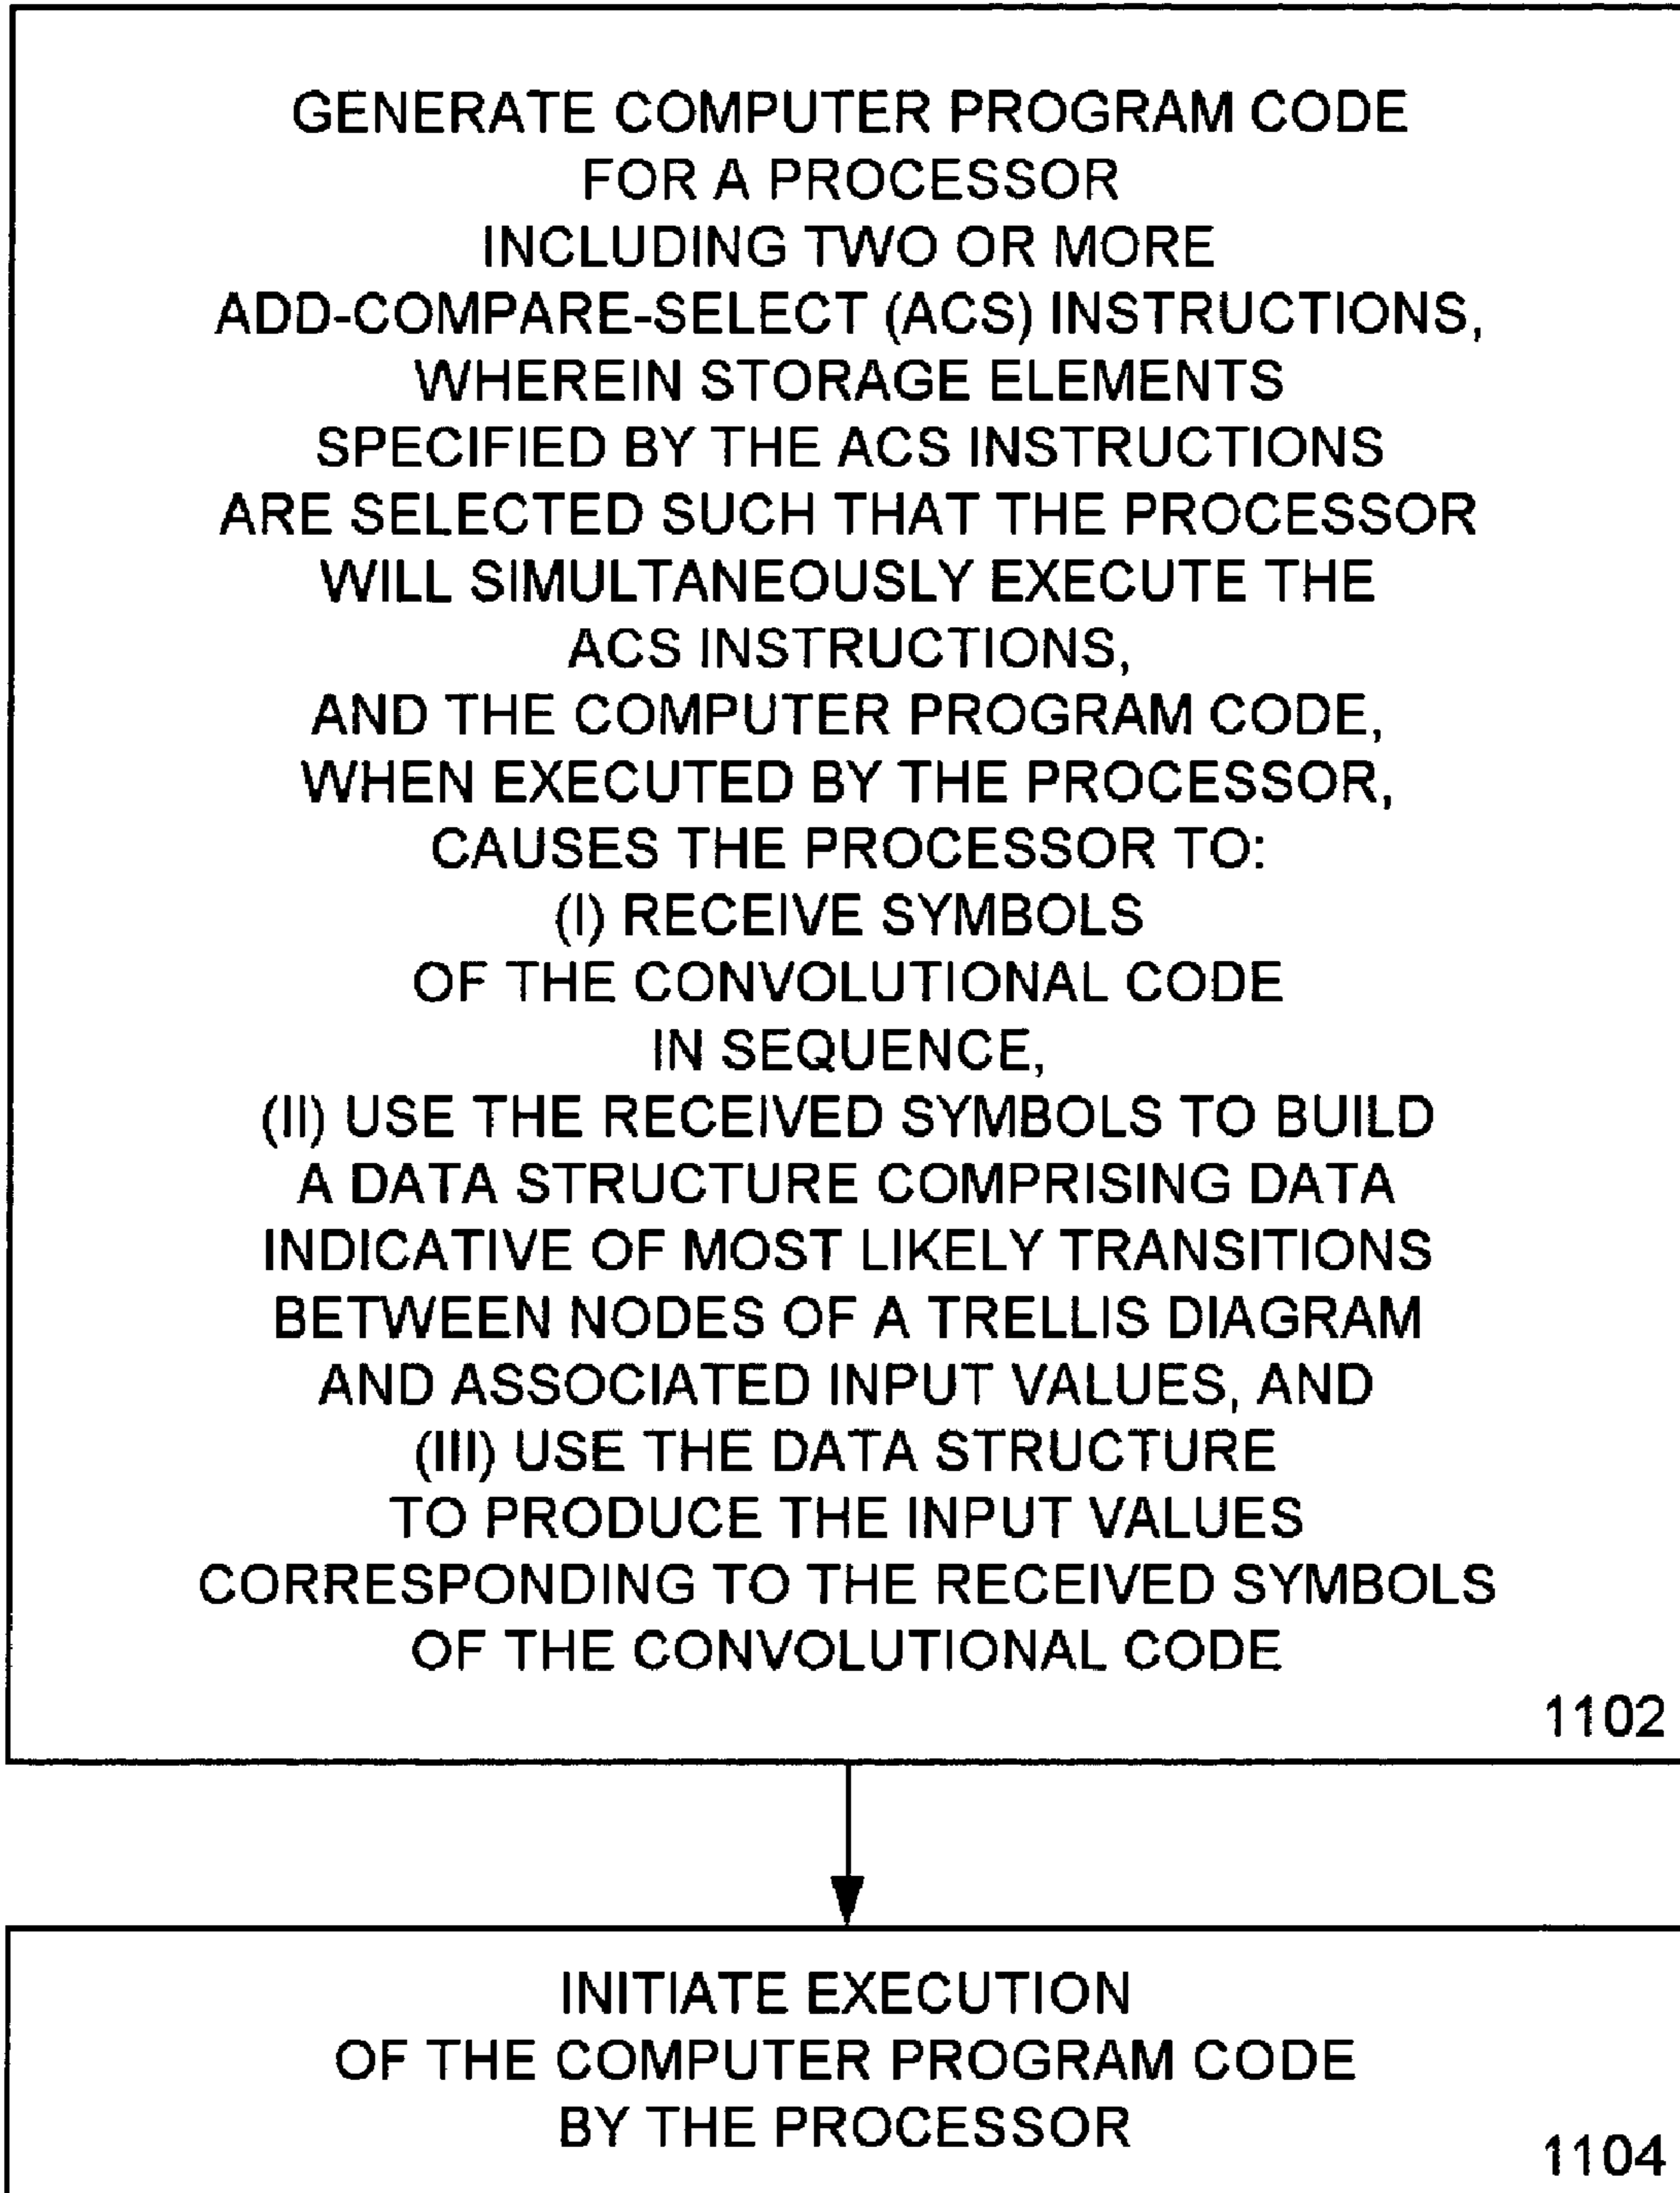 GENERATE COMPUTER PROGRAM CODE
FOR A PROCESSOR
INCLUDING TWO OR MORE
ADD-COMPARE-SELECT (ACS) INSTRUCTIONS,
WHEREIN STORAGE ELEMENTS
SPECIFIED BY THE ACS INSTRUCTIONS
ARE SELECTED SUCH THAT THE PROCESSOR
WILL SIMULTANEOUSLY EXECUTE THE
ACS INSTRUCTIONS,
AND THE COMPUTER PROGRAM CODE,
WHEN EXECUTED BY THE PROCESSOR,
CAUSES THE PROCESSOR TO:
(I) RECEIVE SYMBOLS
OF THE CONVOLUTIONAL CODE
IN SEQUENCE,
(II) USE THE RECEIVED SYMBOLS TO BUILD
A DATA STRUCTURE COMPRISING DATA
INDICATIVE OF MOST LIKELY TRANSITIONS
BETWEEN NODES OF A TRELLIS DIAGRAM
AND ASSOCIATED INPUT VALUES, AND
(III) USE THE DATA STRUCTURE
TO PRODUCE THE INPUT VALUES
CORRESPONDING TO THE RECEIVED SYMBOLS
OF THE CONVOLUTIONAL CODE
1102
INITIATE EXECUTION
OF THE COMPUTER PROGRAM CODE
BY THE PROCESSOR
1104